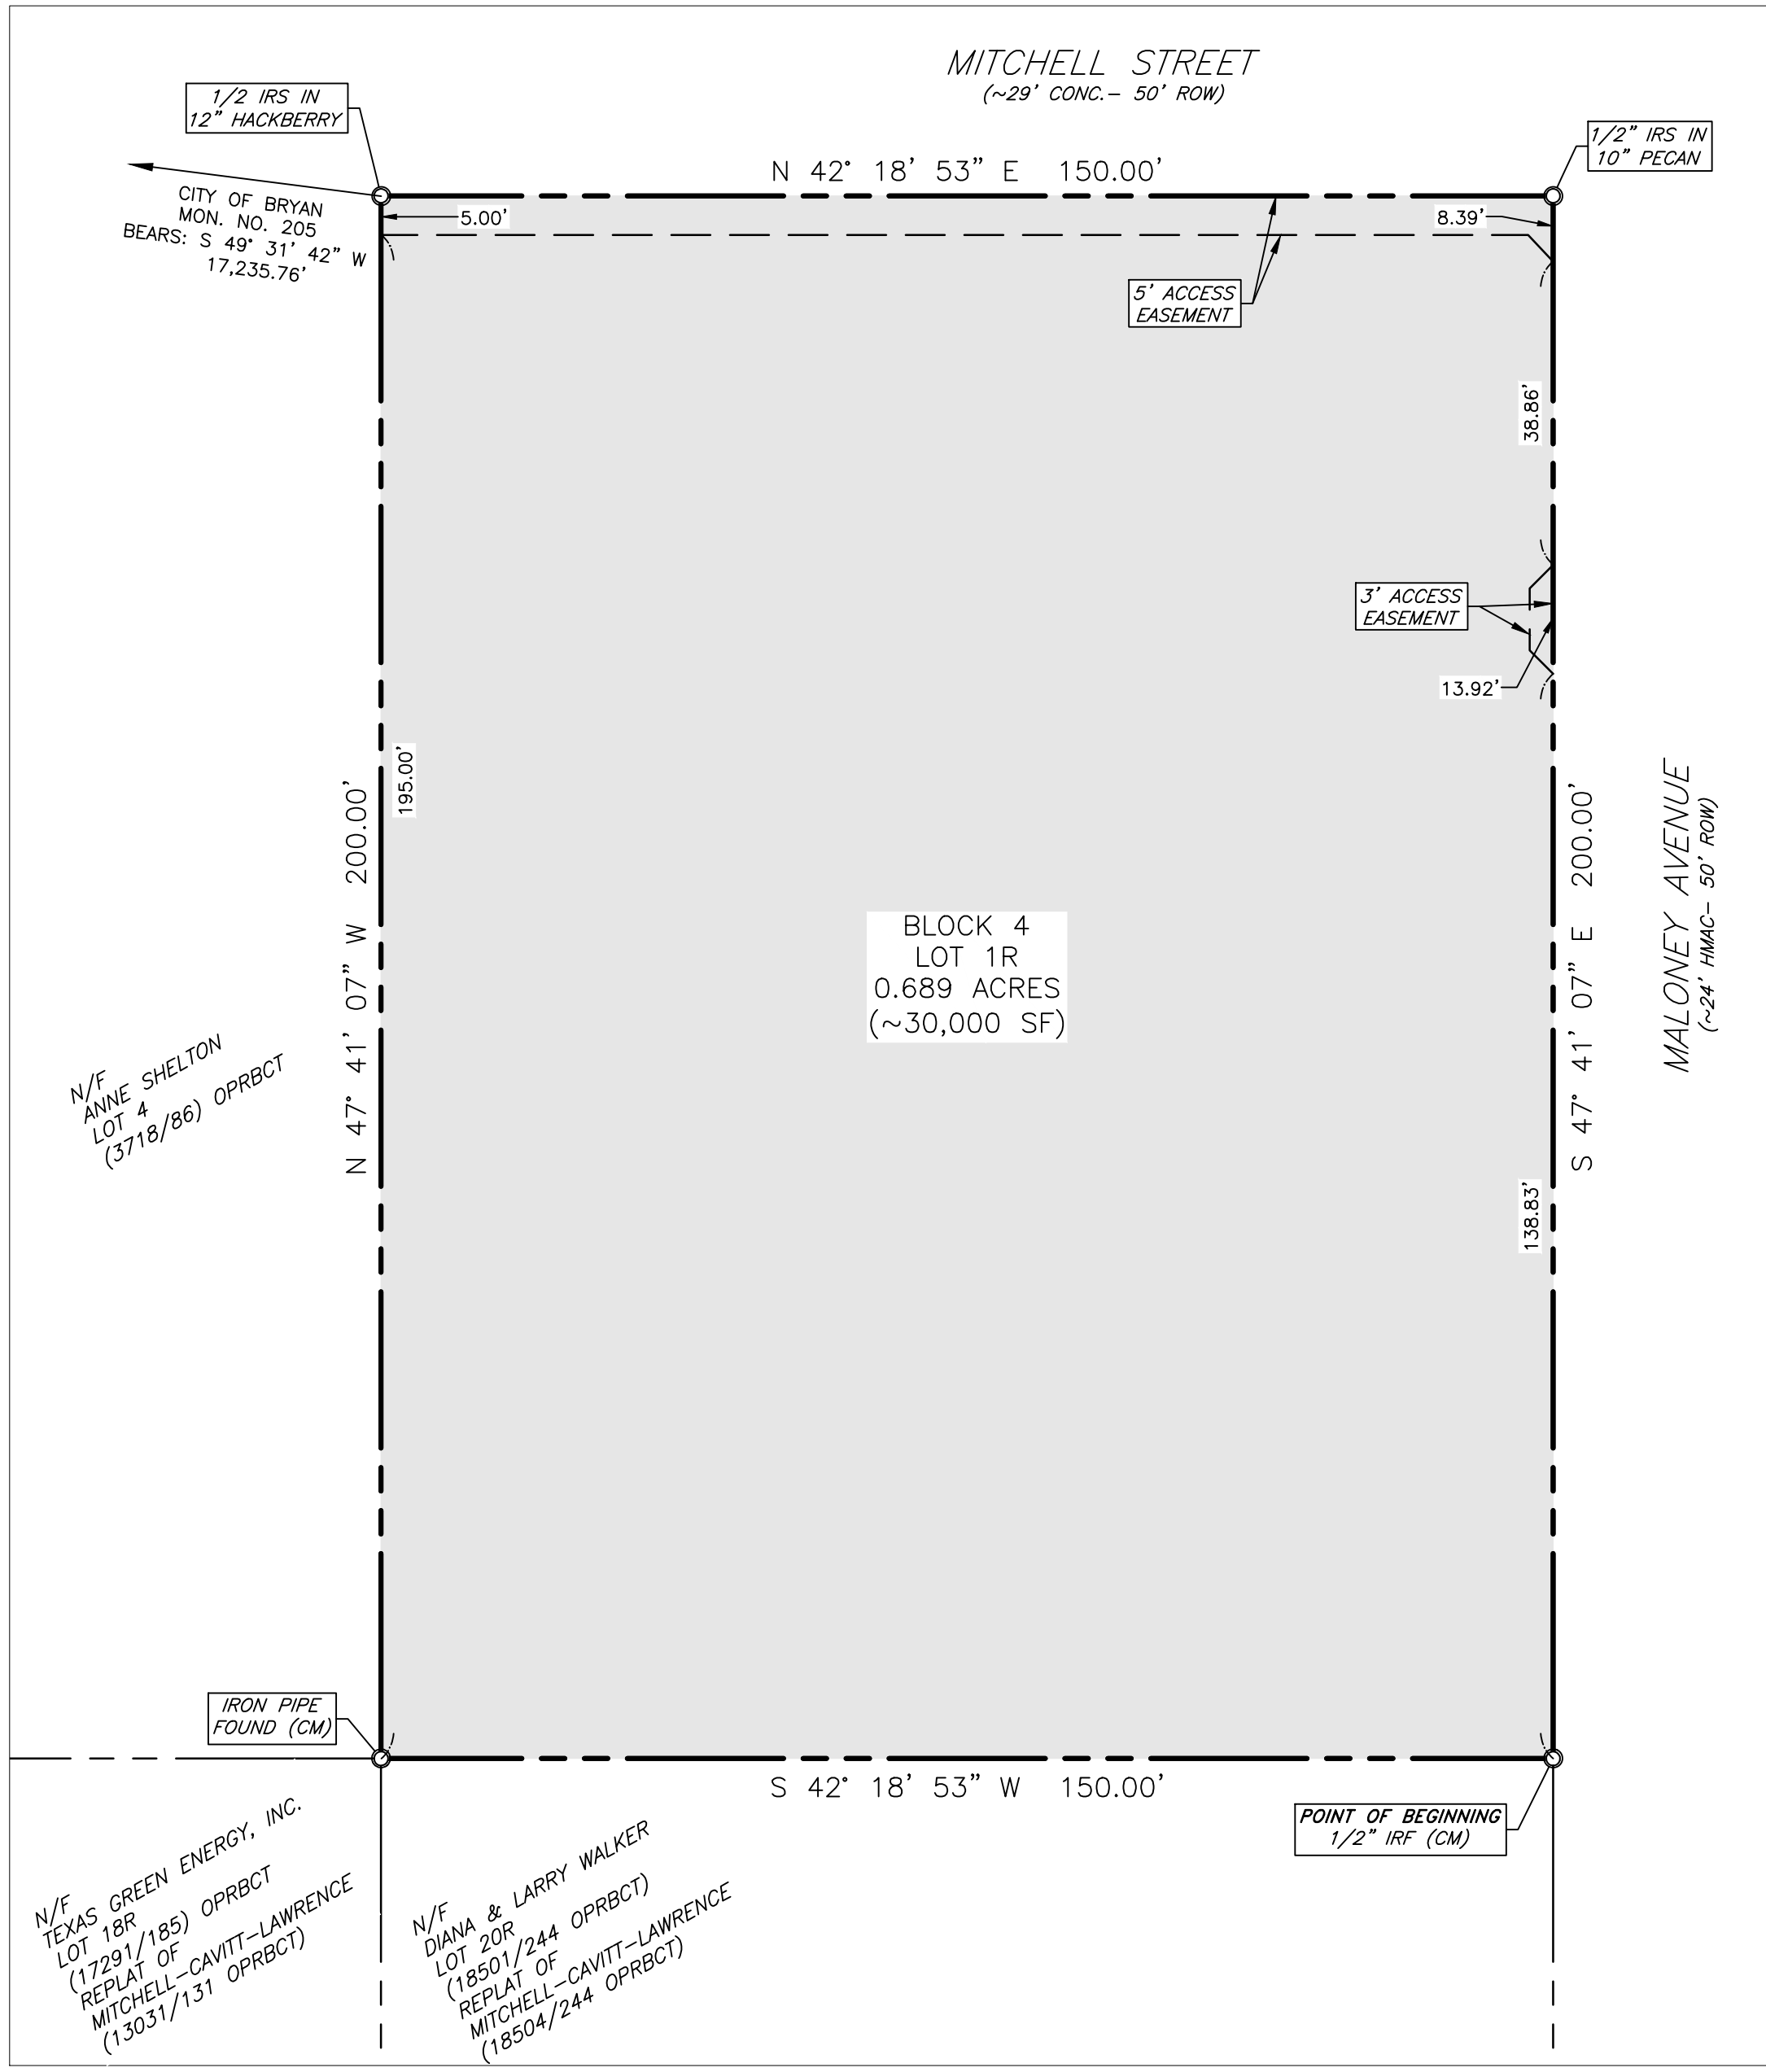 MITCHELL STREET
(~29' CONC.- 50' ROW)
1/2 IRS IN
12" HACKBERRY
1/2" IRS IN
10" PECAN
N 42° 18' 53" E 150.00'
CITY OF BRYAN
MON. NO. 205
BEARS: S 49° 31' 42" W
17,235.76'
5.00'
8.39'
5' ACCESS
EASEMENT
38.86'
3' ACCESS
EASEMENT
13.92'
195.00'
N 47° 41' 07" W 200.00'
S 47° 41' 07" E 200.00'
MALONEY AVENUE
(~24' HMAC- 50' ROW)
BLOCK 4
LOT 1R
0.689 ACRES
(~30,000 SF)
N/F
ANNE SHELTON
LOT 4
(3718/86) OPRBCT
138.83'
IRON PIPE
FOUND (CM)
S 42° 18' 53" W 150.00'
POINT OF BEGINNING
1/2" IRF (CM)
N/F
TEXAS GREEN ENERGY, INC.
LOT 18R
(17291/185) OPRBCT
REPLAT OF
MITCHELL-CAVITT-LAWRENCE
(13031/131 OPRBCT)
N/F
DIANA & LARRY WALKER
LOT 20R
(18501/244 OPRBCT)
REPLAT OF
MITCHELL-CAVITT-LAWRENCE
(18504/244 OPRBCT)